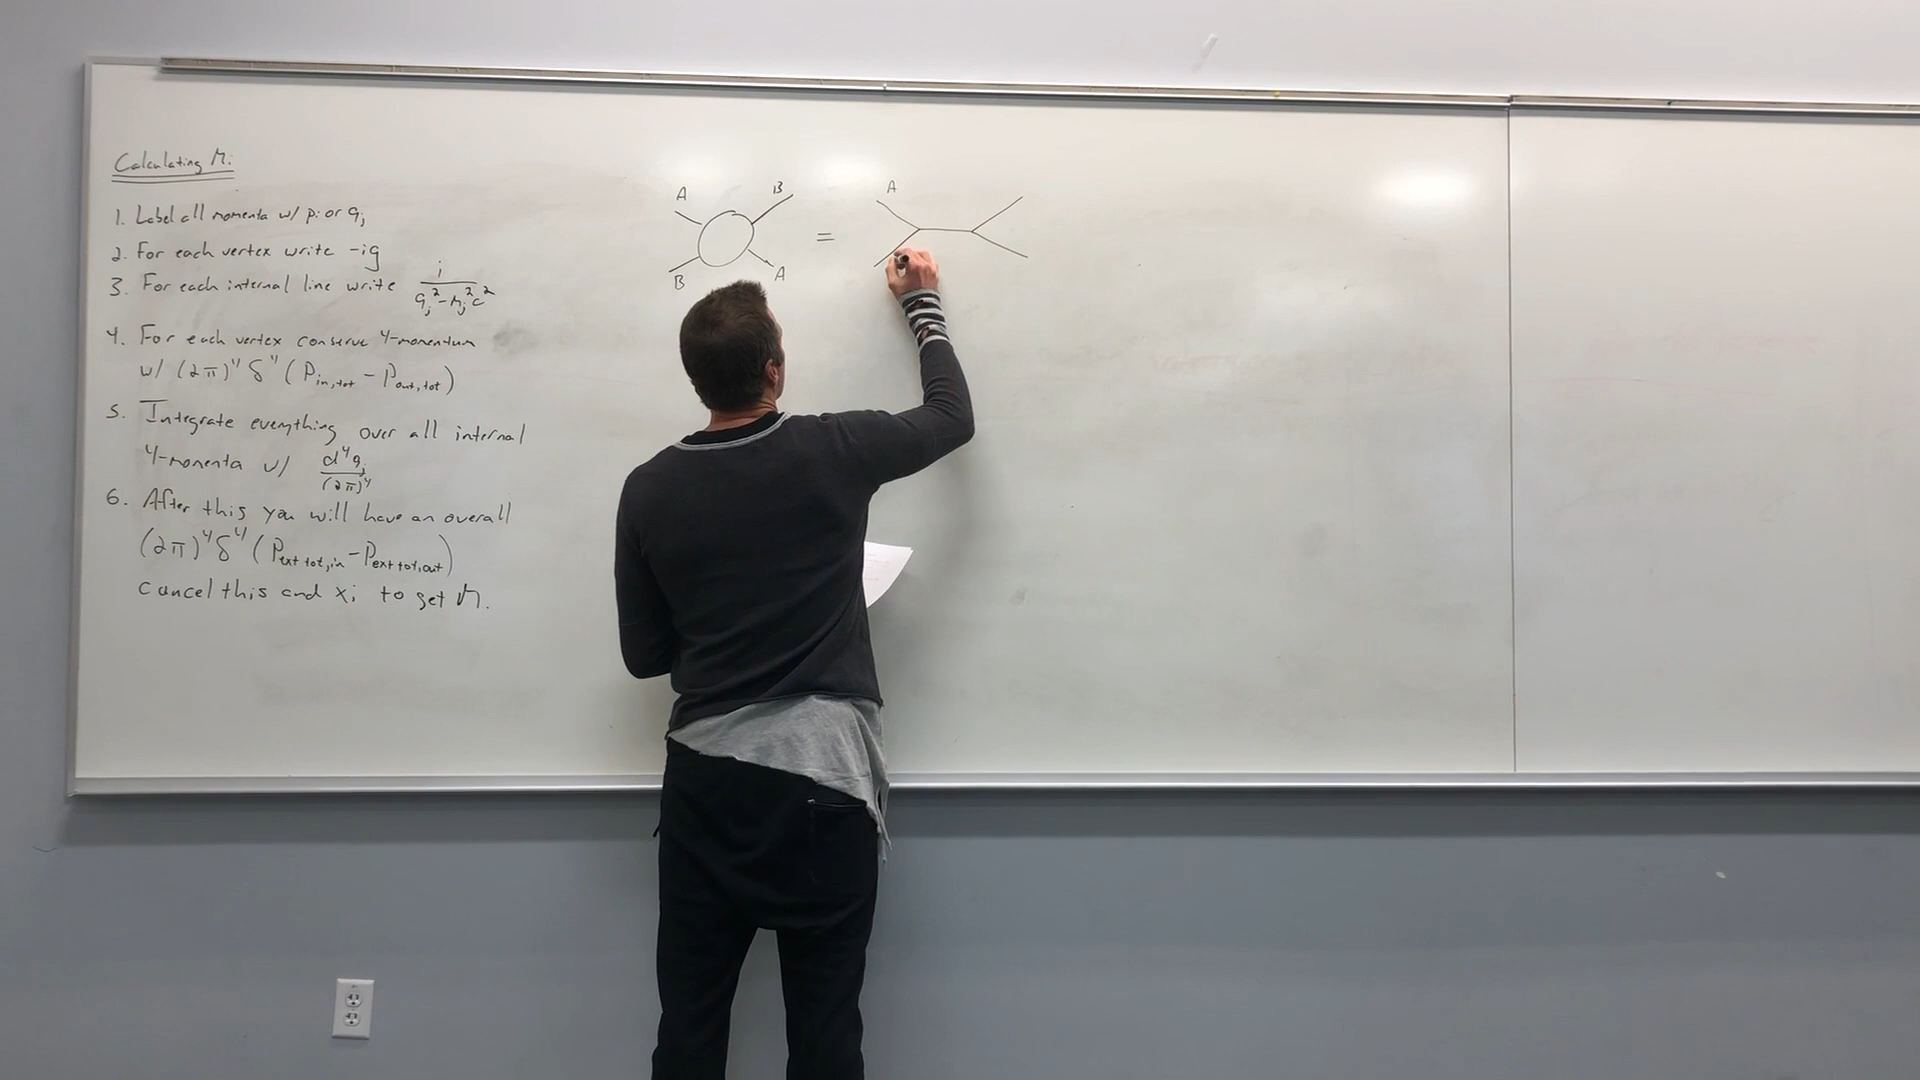 Calculating M:
1. Label all momenta w/ pi or qj
2. For each vertex write -ig
3. For each internal line write i / (qj² - mj²c²)
4. For each vertex conserve 4-momentum
w/ (2π)⁴ δ⁴ (Pin,tot - Pout,tot)
5. Integrate everything over all internal
4-momenta w/ d⁴qj / (2π)⁴
6. After this you will have an overall
(2π)⁴ δ⁴ (Pext tot,in - Pext tot,out)
cancel this and xi to get M.
A B = A
B A